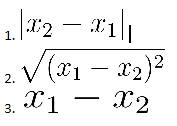 1. |x₂ − x₁||
2. √(x₁ − x₂)²
3. x₁ − x₂